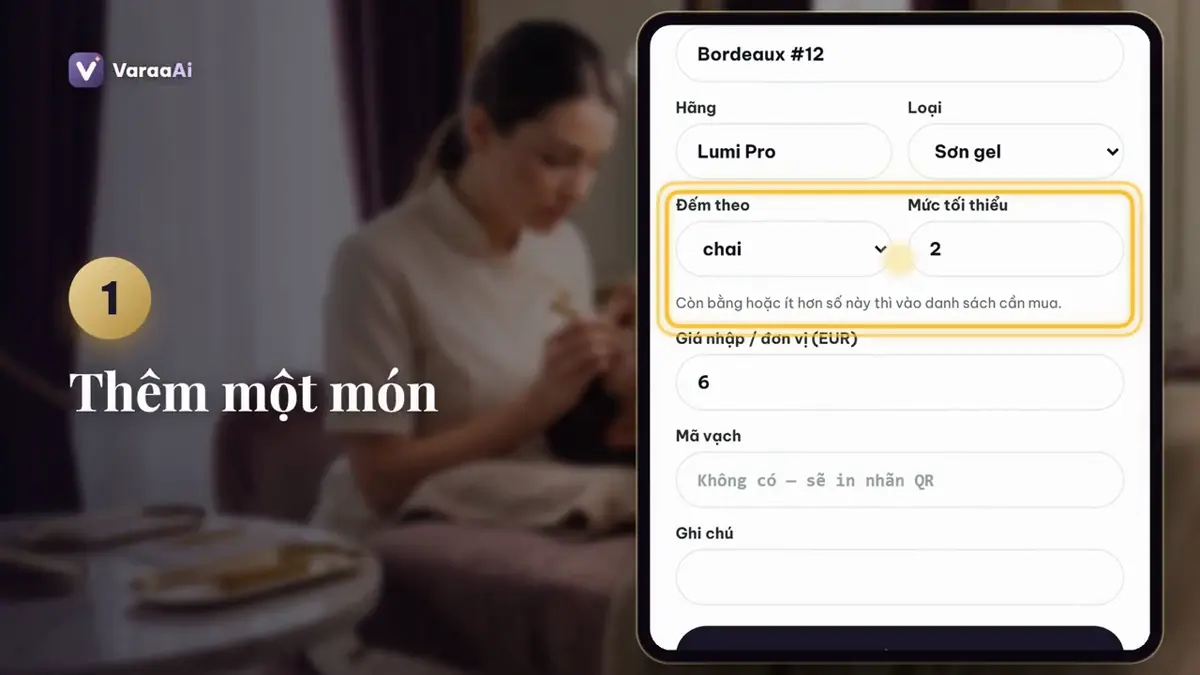 VaraaAi
1
Thêm một món
Bordeaux #12
Hãng
Loại
Lumi Pro
Sơn gel
Đếm theo
Mức tối thiểu
chai
2
Còn bằng hoặc ít hơn số này thì vào danh sách cần mua.
Giá nhập / đơn vị (EUR)
6
Mã vạch
Không có – sẽ in nhãn QR
Ghi chú